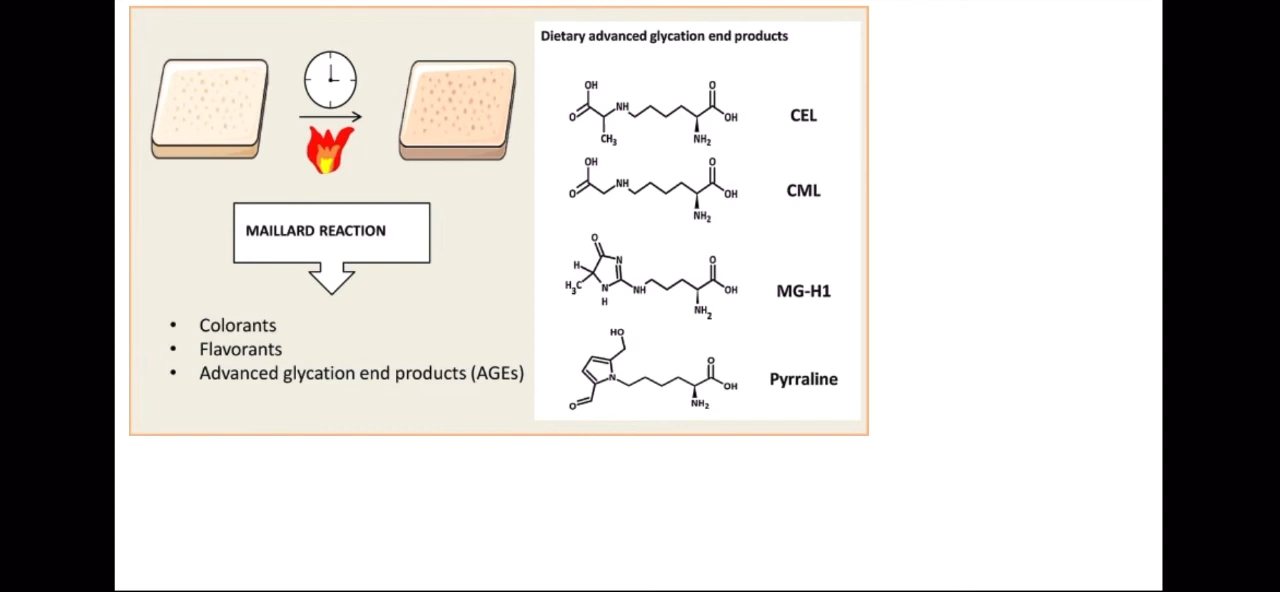 MAILLARD REACTION
• Colorants
• Flavorants
• Advanced glycation end products (AGEs)
Dietary advanced glycation end products
OH
O
NH
O
OH
CH3
NH2
CEL
OH
O
NH
O
OH
NH2
CML
O
H
N
H3C
N
H
NH
O
OH
NH2
MG-H1
HO
N
O
O
OH
NH2
Pyrraline